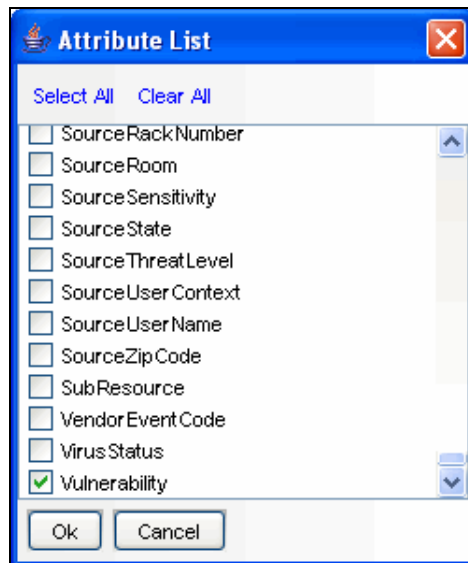 Attribute List
Select All Clear All
SourceRackNumber
SourceRoom
SourceSensitivity
SourceState
SourceThreatLevel
SourceUserContext
SourceUserName
SourceZipCode
SubResource
VendorEventCode
VirusStatus
Vulnerability
Ok Cancel